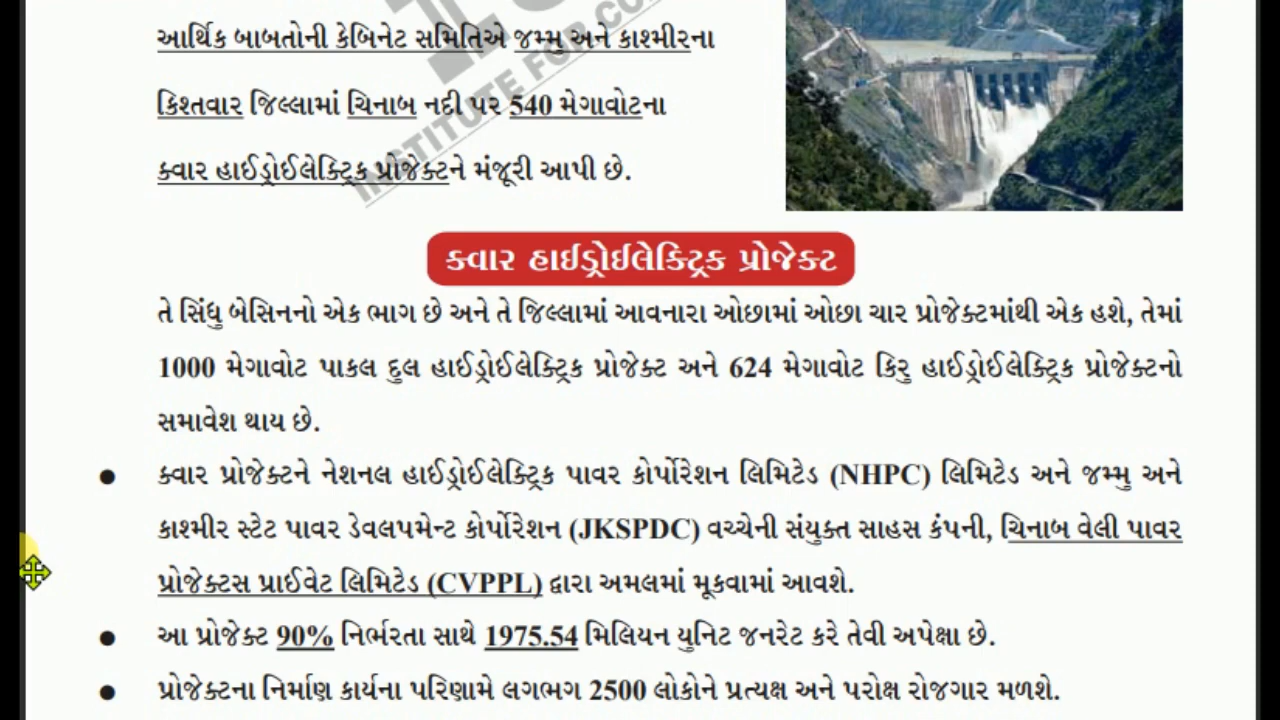 આર્થિક બાબતોની કેબિનેટ સમિતિએ જમ્મુ અને કાશ્મીરના
કિશ્તવાર જિલ્લામાં ચિનાબ નદી પર 540 મેગાવોટના
ક્વાર હાઈડ્રોઈલેક્ટ્રિક પ્રોજેક્ટને મંજૂરી આપી છે.
INSTITUTE FOR
ક્વાર હાઈડ્રોઈલેક્ટ્રિક પ્રોજેક્ટ
તે સિંધુ બેસિનનો એક ભાગ છે અને તે જિલ્લામાં આવનારા ઓછામાં ઓછા ચાર પ્રોજેક્ટમાંથી એક હશે, તેમાં
1000 મેગાવોટ પાકલ દુલ હાઈડ્રોઈલેક્ટ્રિક પ્રોજેક્ટ અને 624 મેગાવોટ કિરુ હાઈડ્રોઈલેક્ટ્રિક પ્રોજેક્ટનો
સમાવેશ થાય છે.
● ક્વાર પ્રોજેક્ટને નેશનલ હાઈડ્રોઈલેક્ટ્રિક પાવર કોર્પોરેશન લિમિટેડ (NHPC) લિમિટેડ અને જમ્મુ અને
કાશ્મીર સ્ટેટ પાવર ડેવલપમેન્ટ કોર્પોરેશન (JKSPDC) વચ્ચેની સંયુક્ત સાહસ કંપની, ચિનાબ વેલી પાવર
પ્રોજેક્ટસ પ્રાઈવેટ લિમિટેડ (CVPPL) દ્વારા અમલમાં મૂકવામાં આવશે.
● આ પ્રોજેક્ટ 90% નિર્ભરતા સાથે 1975.54 મિલિયન યુનિટ જનરેટ કરે તેવી અપેક્ષા છે.
● પ્રોજેક્ટના નિર્માણ કાર્યના પરિણામે લગભગ 2500 લોકોને પ્રત્યક્ષ અને પરોક્ષ રોજગાર મળશે.